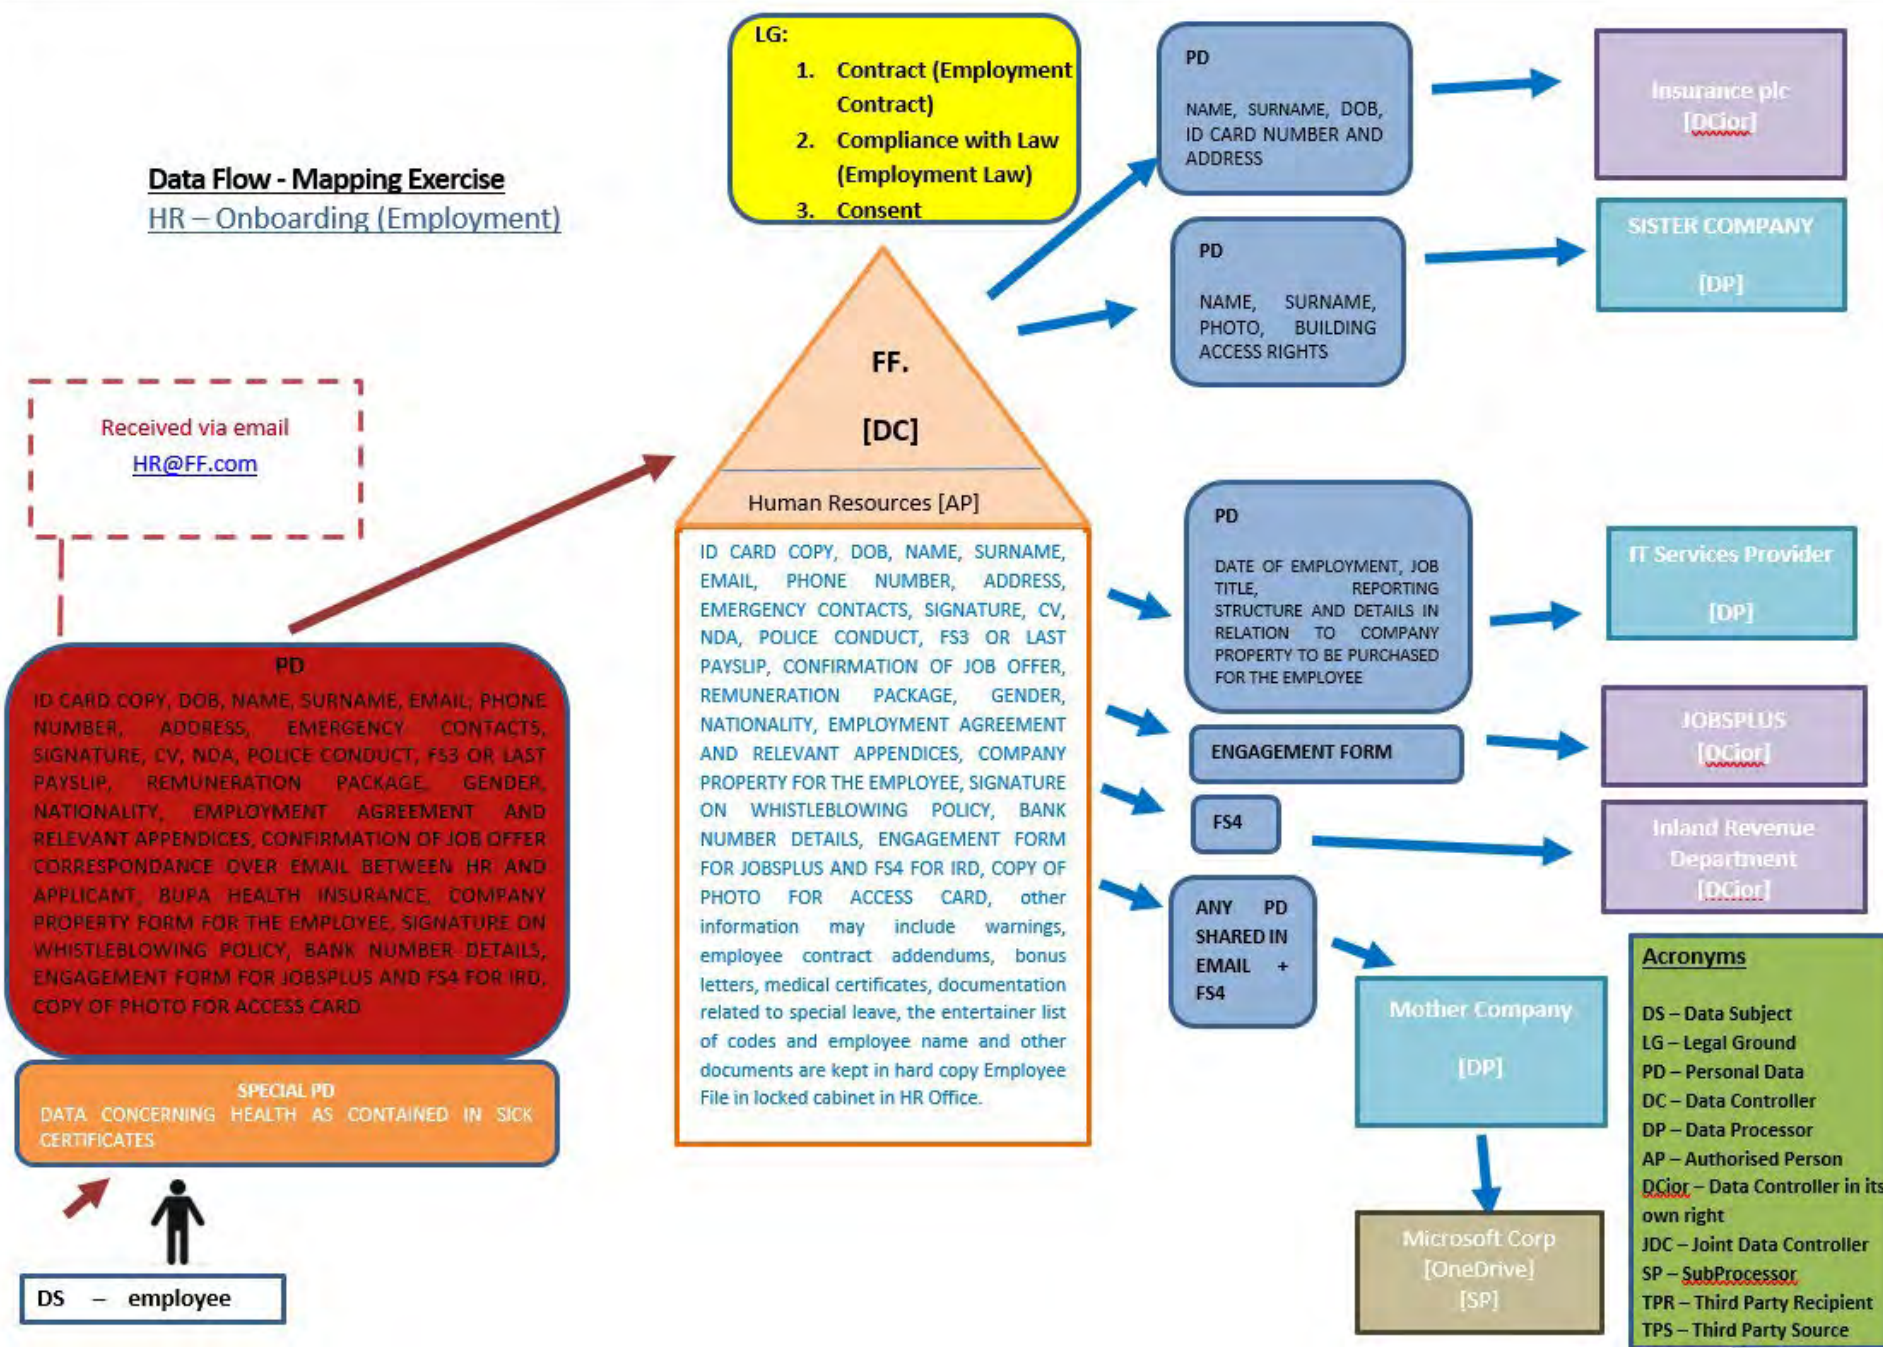 Data Flow - Mapping Exercise
HR – Onboarding (Employment)
LG:
1. Contract (Employment
Contract)
2. Compliance with Law
(Employment Law)
3. Consent
PD
NAME, SURNAME, DOB,
ID CARD NUMBER AND
ADDRESS
Insurance plc
[DCior]
PD
NAME, SURNAME,
PHOTO, BUILDING
ACCESS RIGHTS
SISTER COMPANY
[DP]
Received via email
HR@FF.com
FF.
[DC]
Human Resources [AP]
ID CARD COPY, DOB, NAME, SURNAME,
EMAIL, PHONE NUMBER, ADDRESS,
EMERGENCY CONTACTS, SIGNATURE, CV,
NDA, POLICE CONDUCT, FS3 OR LAST
PAYSLIP, CONFIRMATION OF JOB OFFER,
REMUNERATION PACKAGE, GENDER,
NATIONALITY, EMPLOYMENT AGREEMENT
AND RELEVANT APPENDICES, COMPANY
PROPERTY FOR THE EMPLOYEE, SIGNATURE
ON WHISTLEBLOWING POLICY, BANK
NUMBER DETAILS, ENGAGEMENT FORM
FOR JOBSPLUS AND FS4 FOR IRD, COPY OF
PHOTO FOR ACCESS CARD, other
information may include warnings,
employee contract addendums, bonus
letters, medical certificates, documentation
related to special leave, the entertainer list
of codes and employee name and other
documents are kept in hard copy Employee
File in locked cabinet in HR Office.
PD
ID CARD COPY, DOB, NAME, SURNAME, EMAIL, PHONE
NUMBER, ADDRESS, EMERGENCY CONTACTS,
SIGNATURE, CV, NDA, POLICE CONDUCT, FS3 OR LAST
PAYSLIP, REMUNERATION PACKAGE, GENDER,
NATIONALITY, EMPLOYMENT AGREEMENT AND
RELEVANT APPENDICES, CONFIRMATION OF JOB OFFER
CORRESPONDANCE OVER EMAIL BETWEEN HR AND
APPLICANT, BUPA HEALTH INSURANCE, COMPANY
PROPERTY FORM FOR THE EMPLOYEE, SIGNATURE ON
WHISTLEBLOWING POLICY, BANK NUMBER DETAILS,
ENGAGEMENT FORM FOR JOBSPLUS AND FS4 FOR IRD,
COPY OF PHOTO FOR ACCESS CARD
SPECIAL PD
DATA CONCERNING HEALTH AS CONTAINED IN SICK
CERTIFICATES
DS – employee
PD
DATE OF EMPLOYMENT, JOB
TITLE, REPORTING
STRUCTURE AND DETAILS IN
RELATION TO COMPANY
PROPERTY TO BE PURCHASED
FOR THE EMPLOYEE
IT Services Provider
[DP]
ENGAGEMENT FORM
JOBSPLUS
[DCior]
FS4
Inland Revenue
Department
[DCior]
ANY PD
SHARED IN
EMAIL +
FS4
Mother Company
[DP]
Microsoft Corp
[OneDrive]
[SP]
Acronyms
DS – Data Subject
LG – Legal Ground
PD – Personal Data
DC – Data Controller
DP – Data Processor
AP – Authorised Person
DCior – Data Controller in its
own right
JDC – Joint Data Controller
SP – SubProcessor
TPR – Third Party Recipient
TPS – Third Party Source